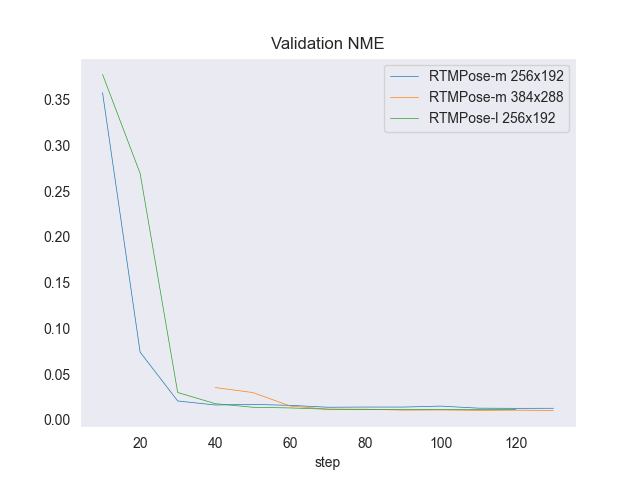 Validation NME
RTMPose-m 256x192
RTMPose-m 384x288
RTMPose-l 256x192
0.35
0.30
0.25
0.20
0.15
0.10
0.05
0.00
20 40 60 80 100 120
step